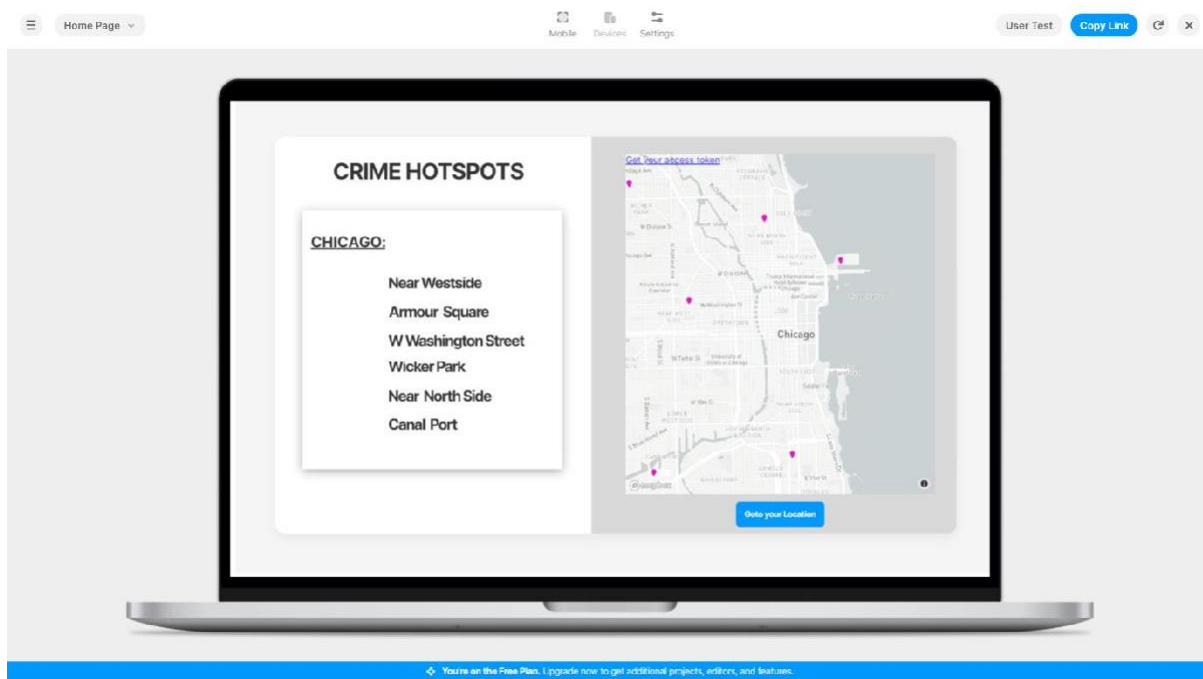 Home Page
Mobile
Devices
Settings
User Test
Copy Link
CRIME HOTSPOTS
CHICAGO:
Near Westside
Armour Square
W Washington Street
Wicker Park
Near North Side
Canal Port
Get your access token
Chicago
mapbox
Goto your Location
You're on the Free Plan. Upgrade now to get additional projects, editors, and features.